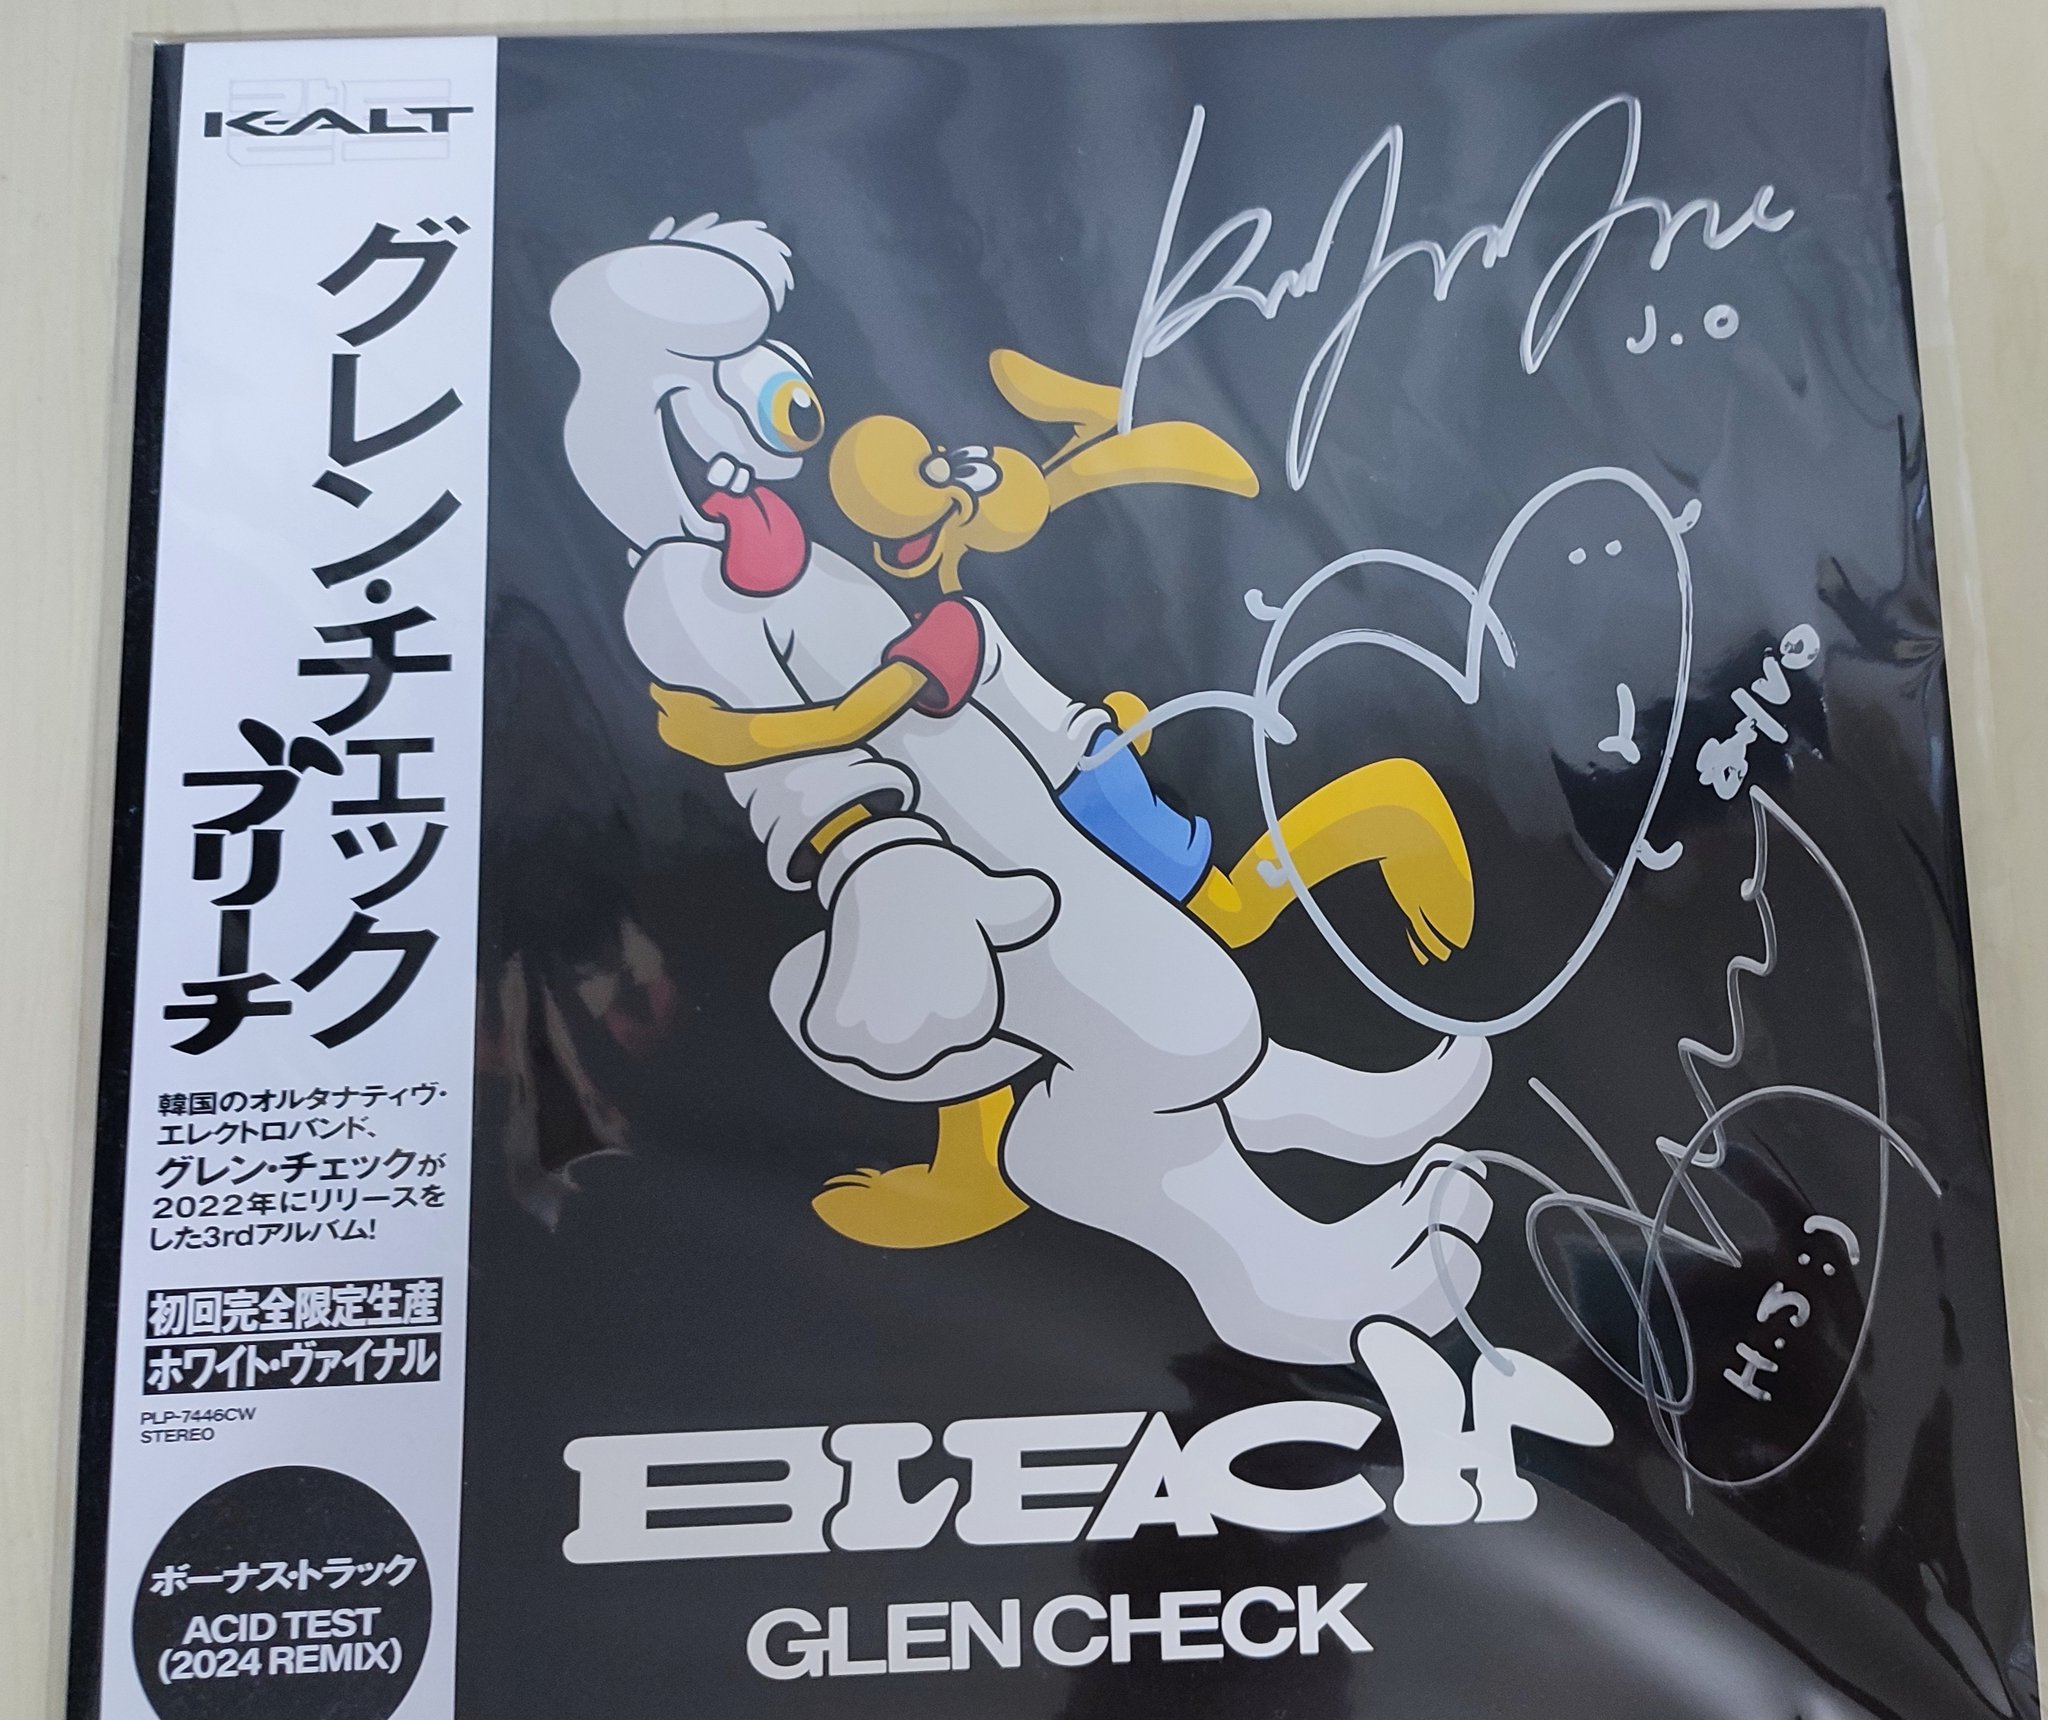 K-ALT
グレン・チェック
ブリーチ
韓国のオルタナティヴ・
エレクトロバンド、
グレン・チェックが
2022年にリリースを
した3rdアルバム!
初回完全限定生産
ホワイト・ヴァイナル
PLP-7446CW
STEREO
ボーナス・トラック
ACID TEST
(2024 REMIX)
J.O
H.S :)
BLEACH
GLEN CHECK